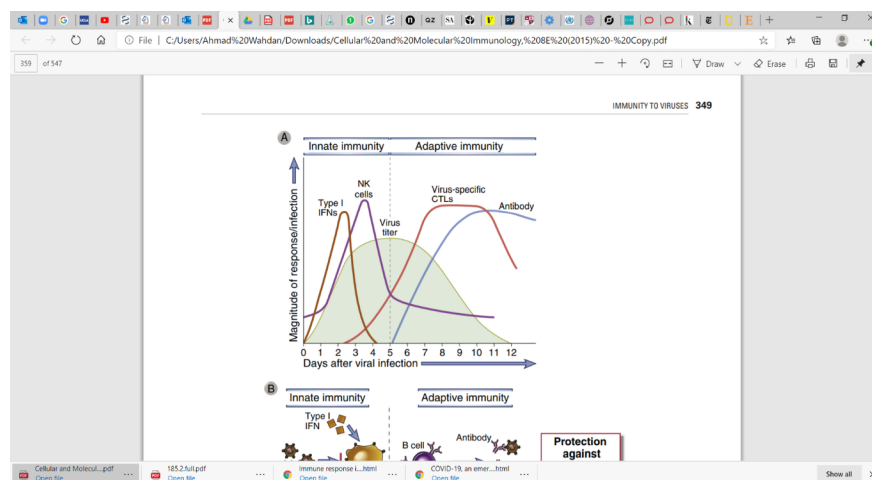 File | C:/Users/Ahmad%20Wahdan/Downloads/Cellular%20and%20Molecular%20Immunology,%208E%20(2015)%20-%20Copy.pdf
359 of 547
Draw
Erase
IMMUNITY TO VIRUSES 349
A
Innate immunity Adaptive immunity
Magnitude of response/infection
Type I
IFNs
NK
cells
Virus
titer
Virus-specific
CTLs
Antibody
0 1 2 3 4 5 6 7 8 9 10 11 12
Days after viral infection
B
Innate immunity Adaptive immunity
Type I
IFN
B cell
Antibody
Protection
against
Cellular and Molecul....pdf
Open file
185.2.full.pdf
Open file
Immune response i....html
Open file
COVID-19, an emer....html
Open file
Show all